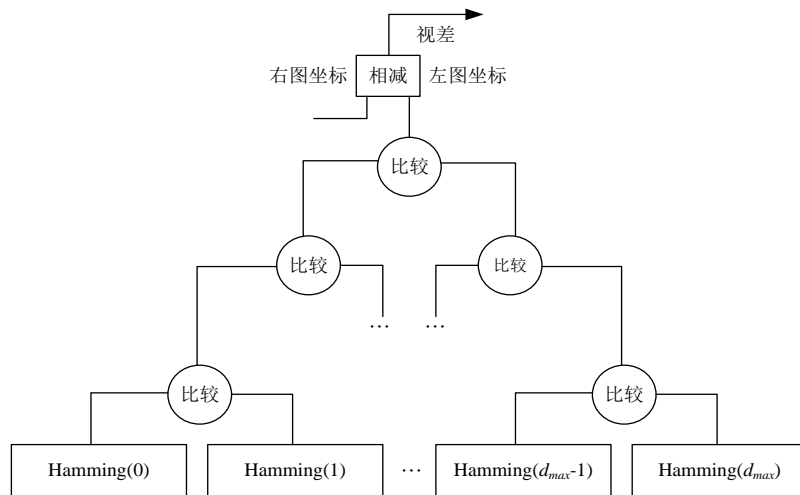 视差
右图坐标 相减 左图坐标
比较
比较 比较
… …
比较 比较
Hamming(0) Hamming(1) … Hamming(dmax-1) Hamming(dmax)